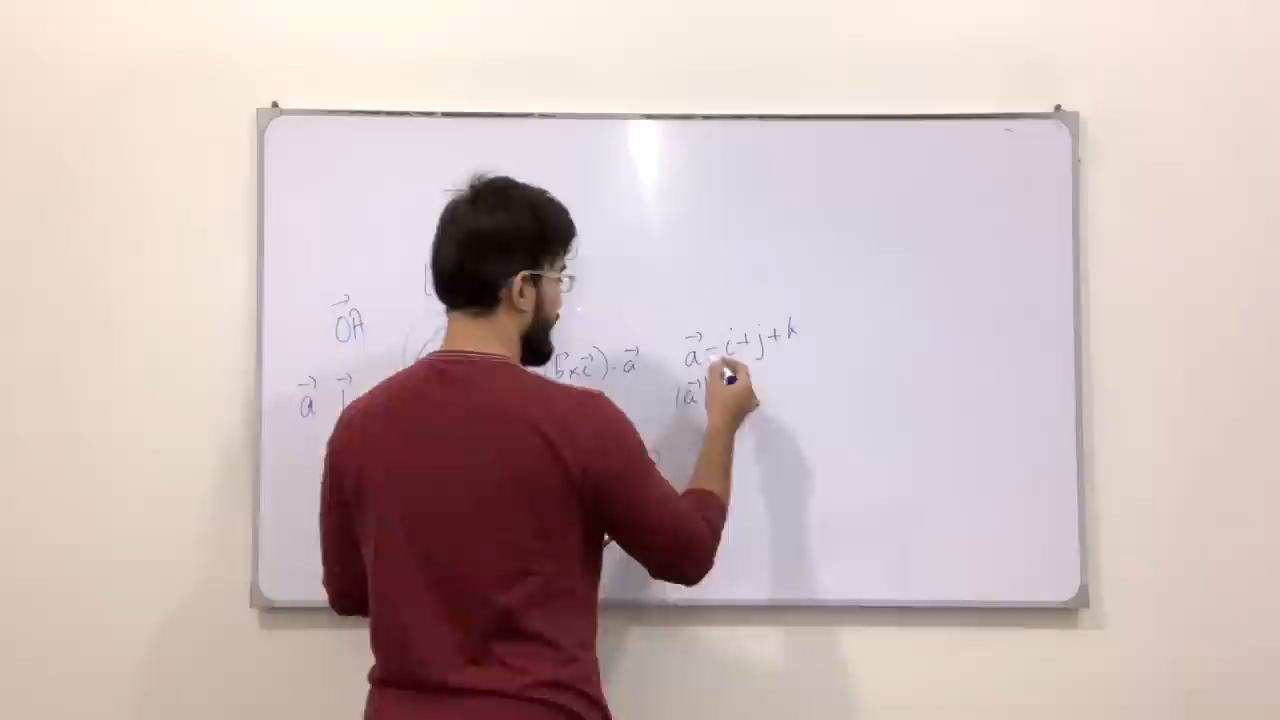 OA⃗
a⃗
b⃗×c⃗)·a⃗
a⃗ = i+j+k
|a⃗|